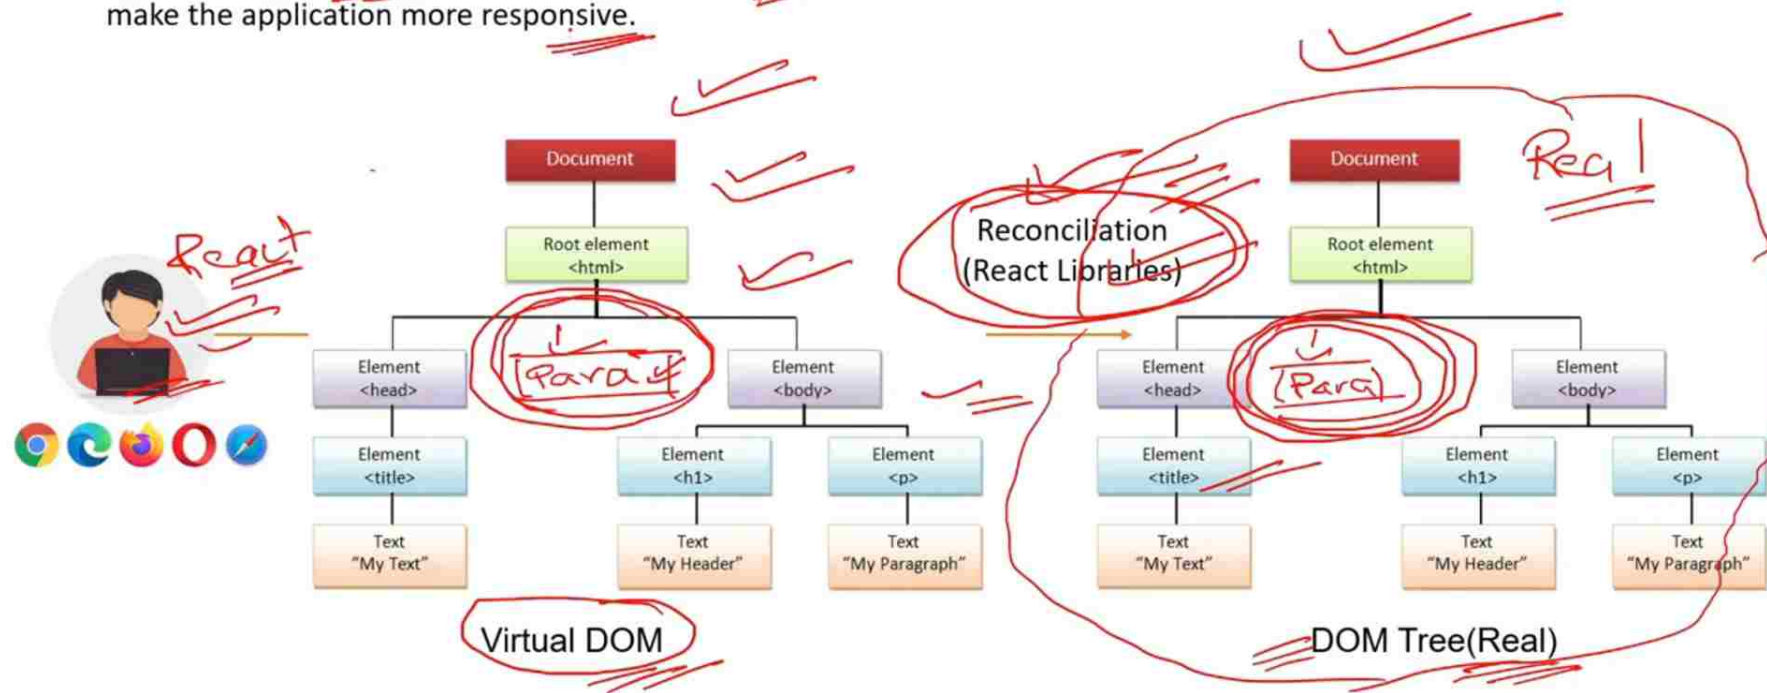 make the application more responsive.
Real
React
Document
Root element
<html>
Para
Element
<head>
Element
<body>
Element
<title>
Element
<h1>
Element
<p>
Text
“My Text”
Text
“My Header”
Text
“My Paragraph”
Virtual DOM
Reconciliation
(React Libraries)
Document
Root element
<html>
(Para)
Element
<head>
Element
<body>
Element
<title>
Element
<h1>
Element
<p>
Text
“My Text”
Text
“My Header”
Text
“My Paragraph”
DOM Tree(Real)